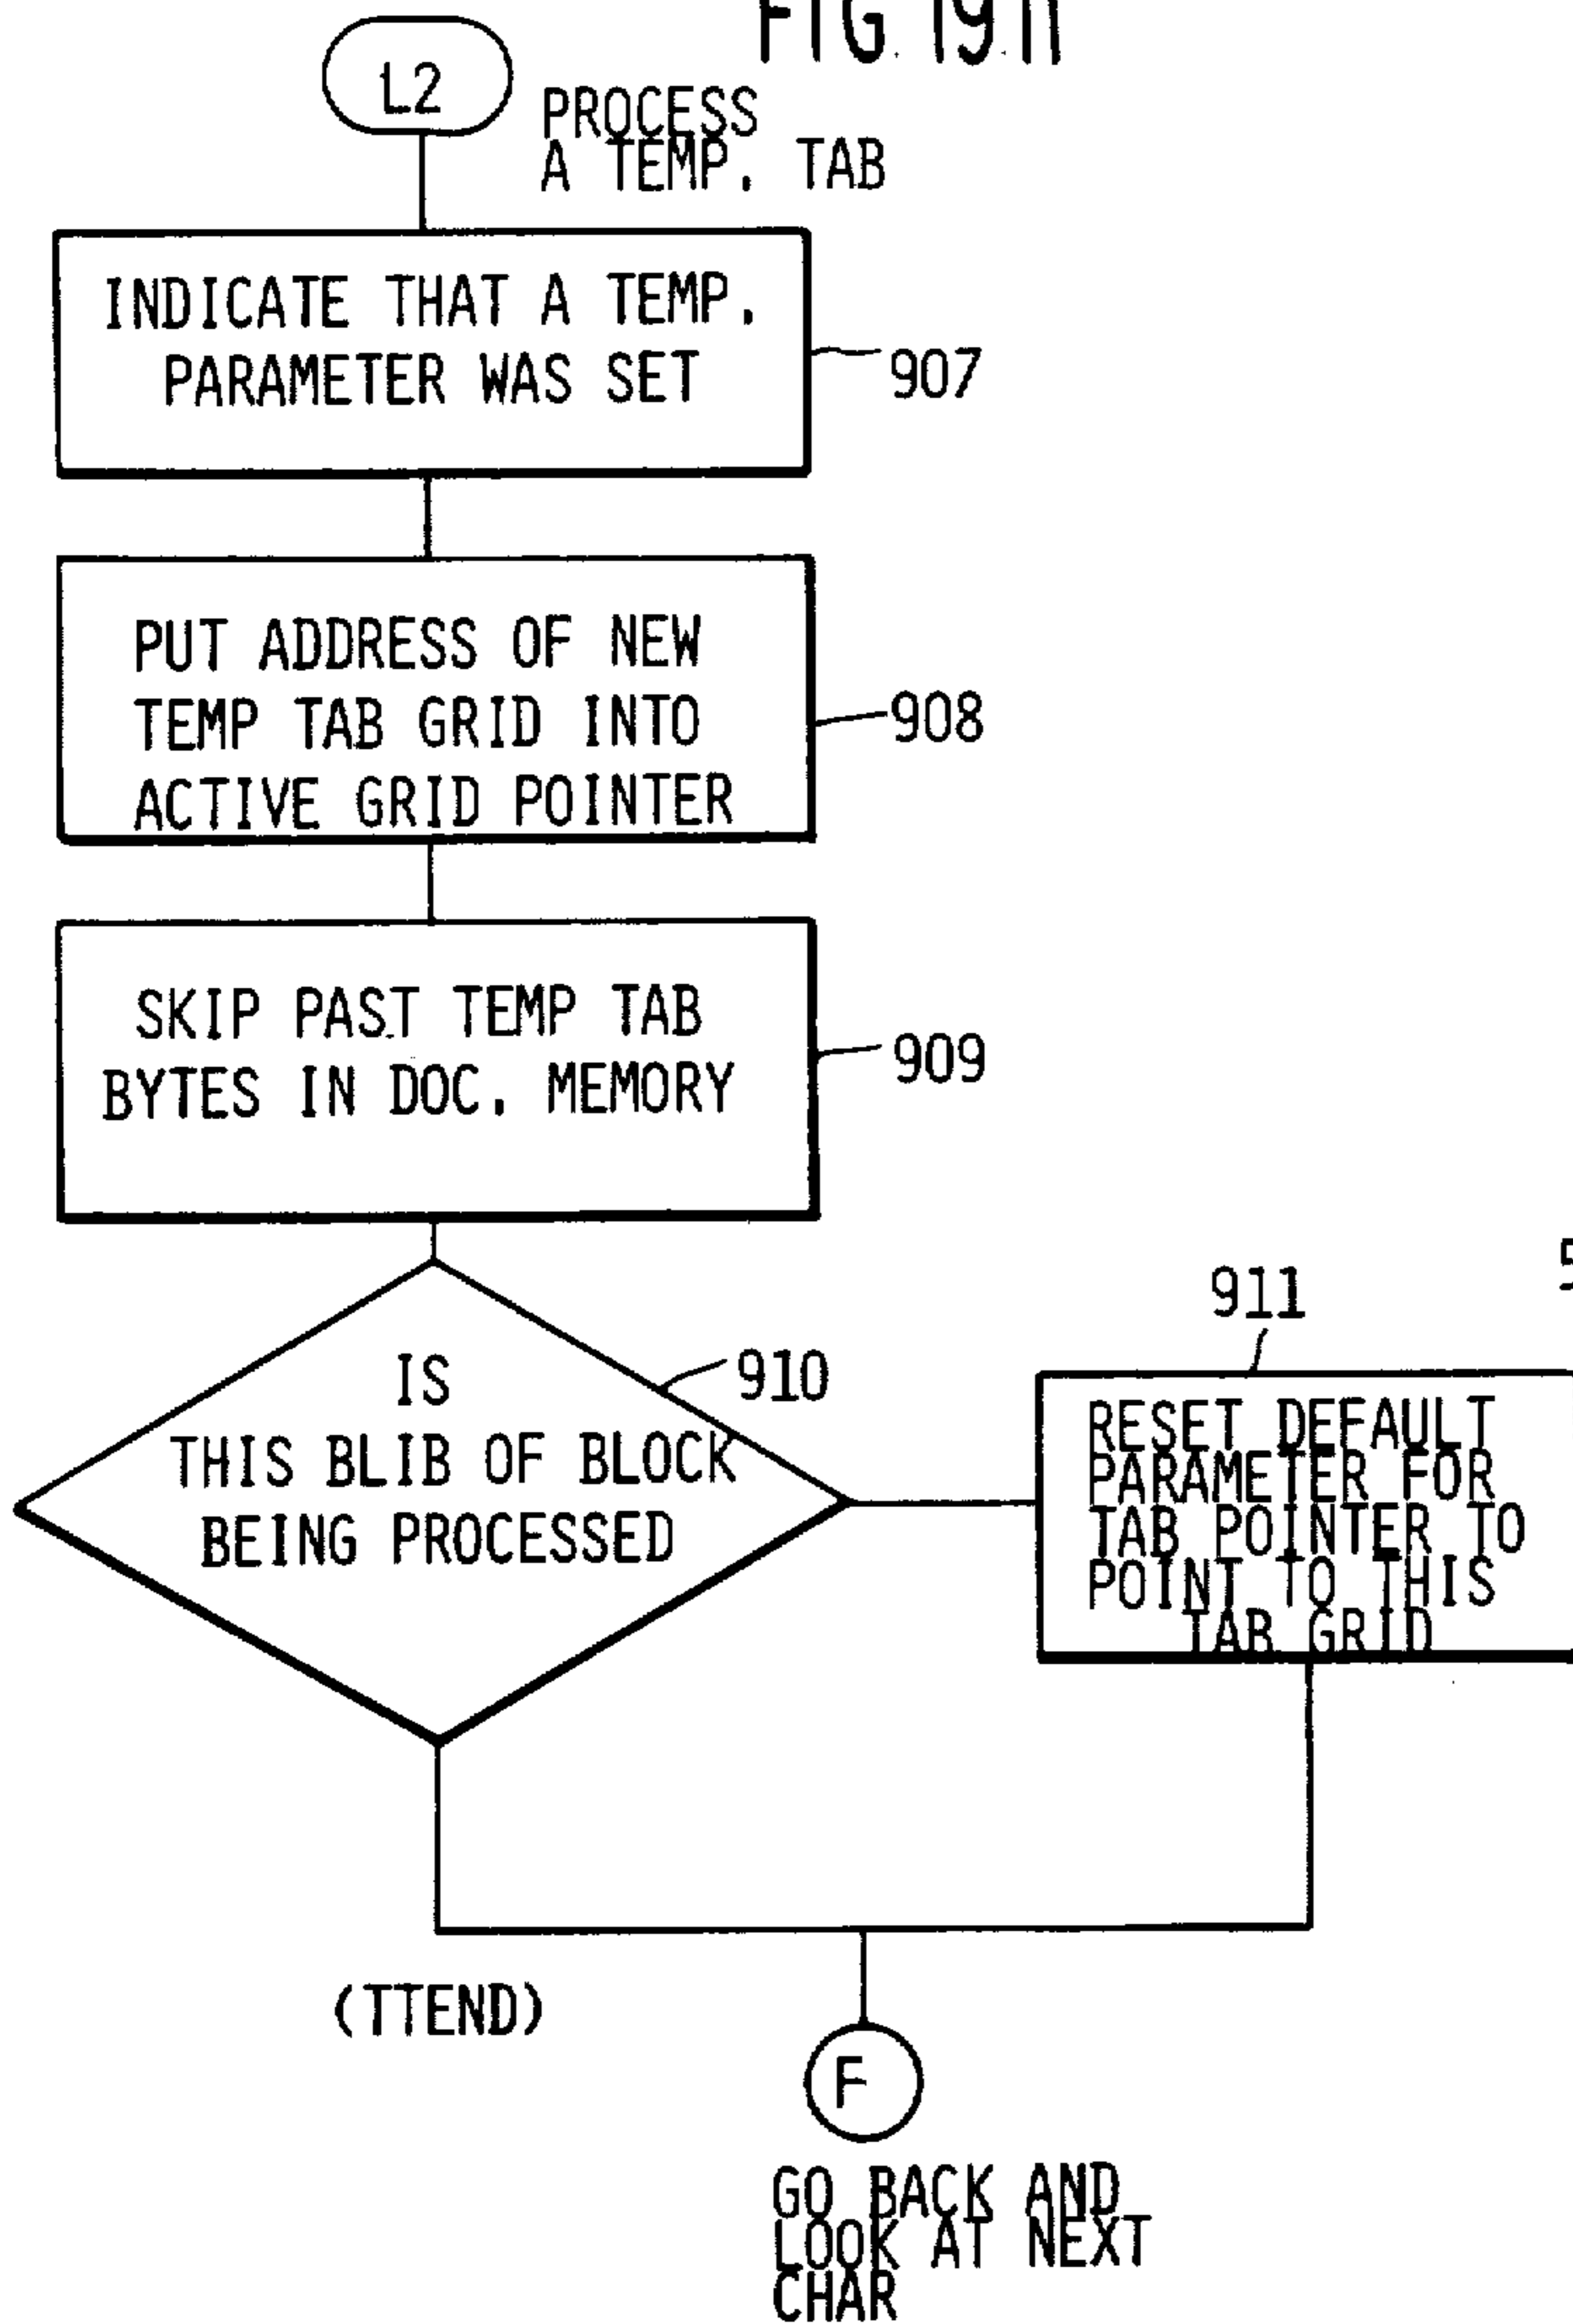 FIG. 19.11
L2
PROCESS
A TEMP. TAB
INDICATE THAT A TEMP.
PARAMETER WAS SET
907
PUT ADDRESS OF NEW
TEMP TAB GRID INTO
ACTIVE GRID POINTER
908
SKIP PAST TEMP TAB
BYTES IN DOC. MEMORY
909
IS
THIS BLIB OF BLOCK
BEING PROCESSED
910
911
RESET DEFAULT
PARAMETER FOR
TAB POINTER TO
POINT TO THIS
TAB GRID
(TTEND)
F
GO BACK AND
LOOK AT NEXT
CHAR